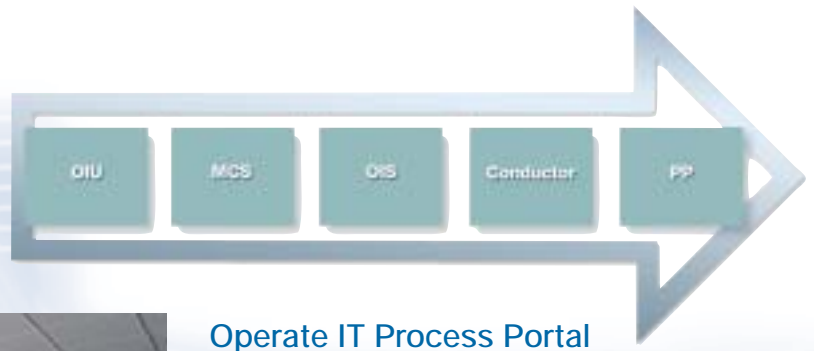 OIU
MCS
OIS
Conductor
PP
Operate IT Process Portal